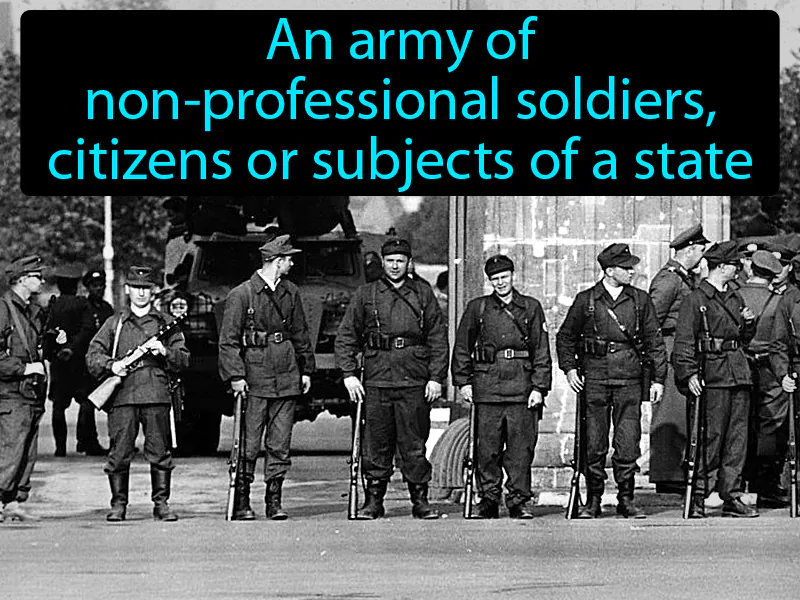 An army of
non-professional soldiers,
citizens or subjects of a state